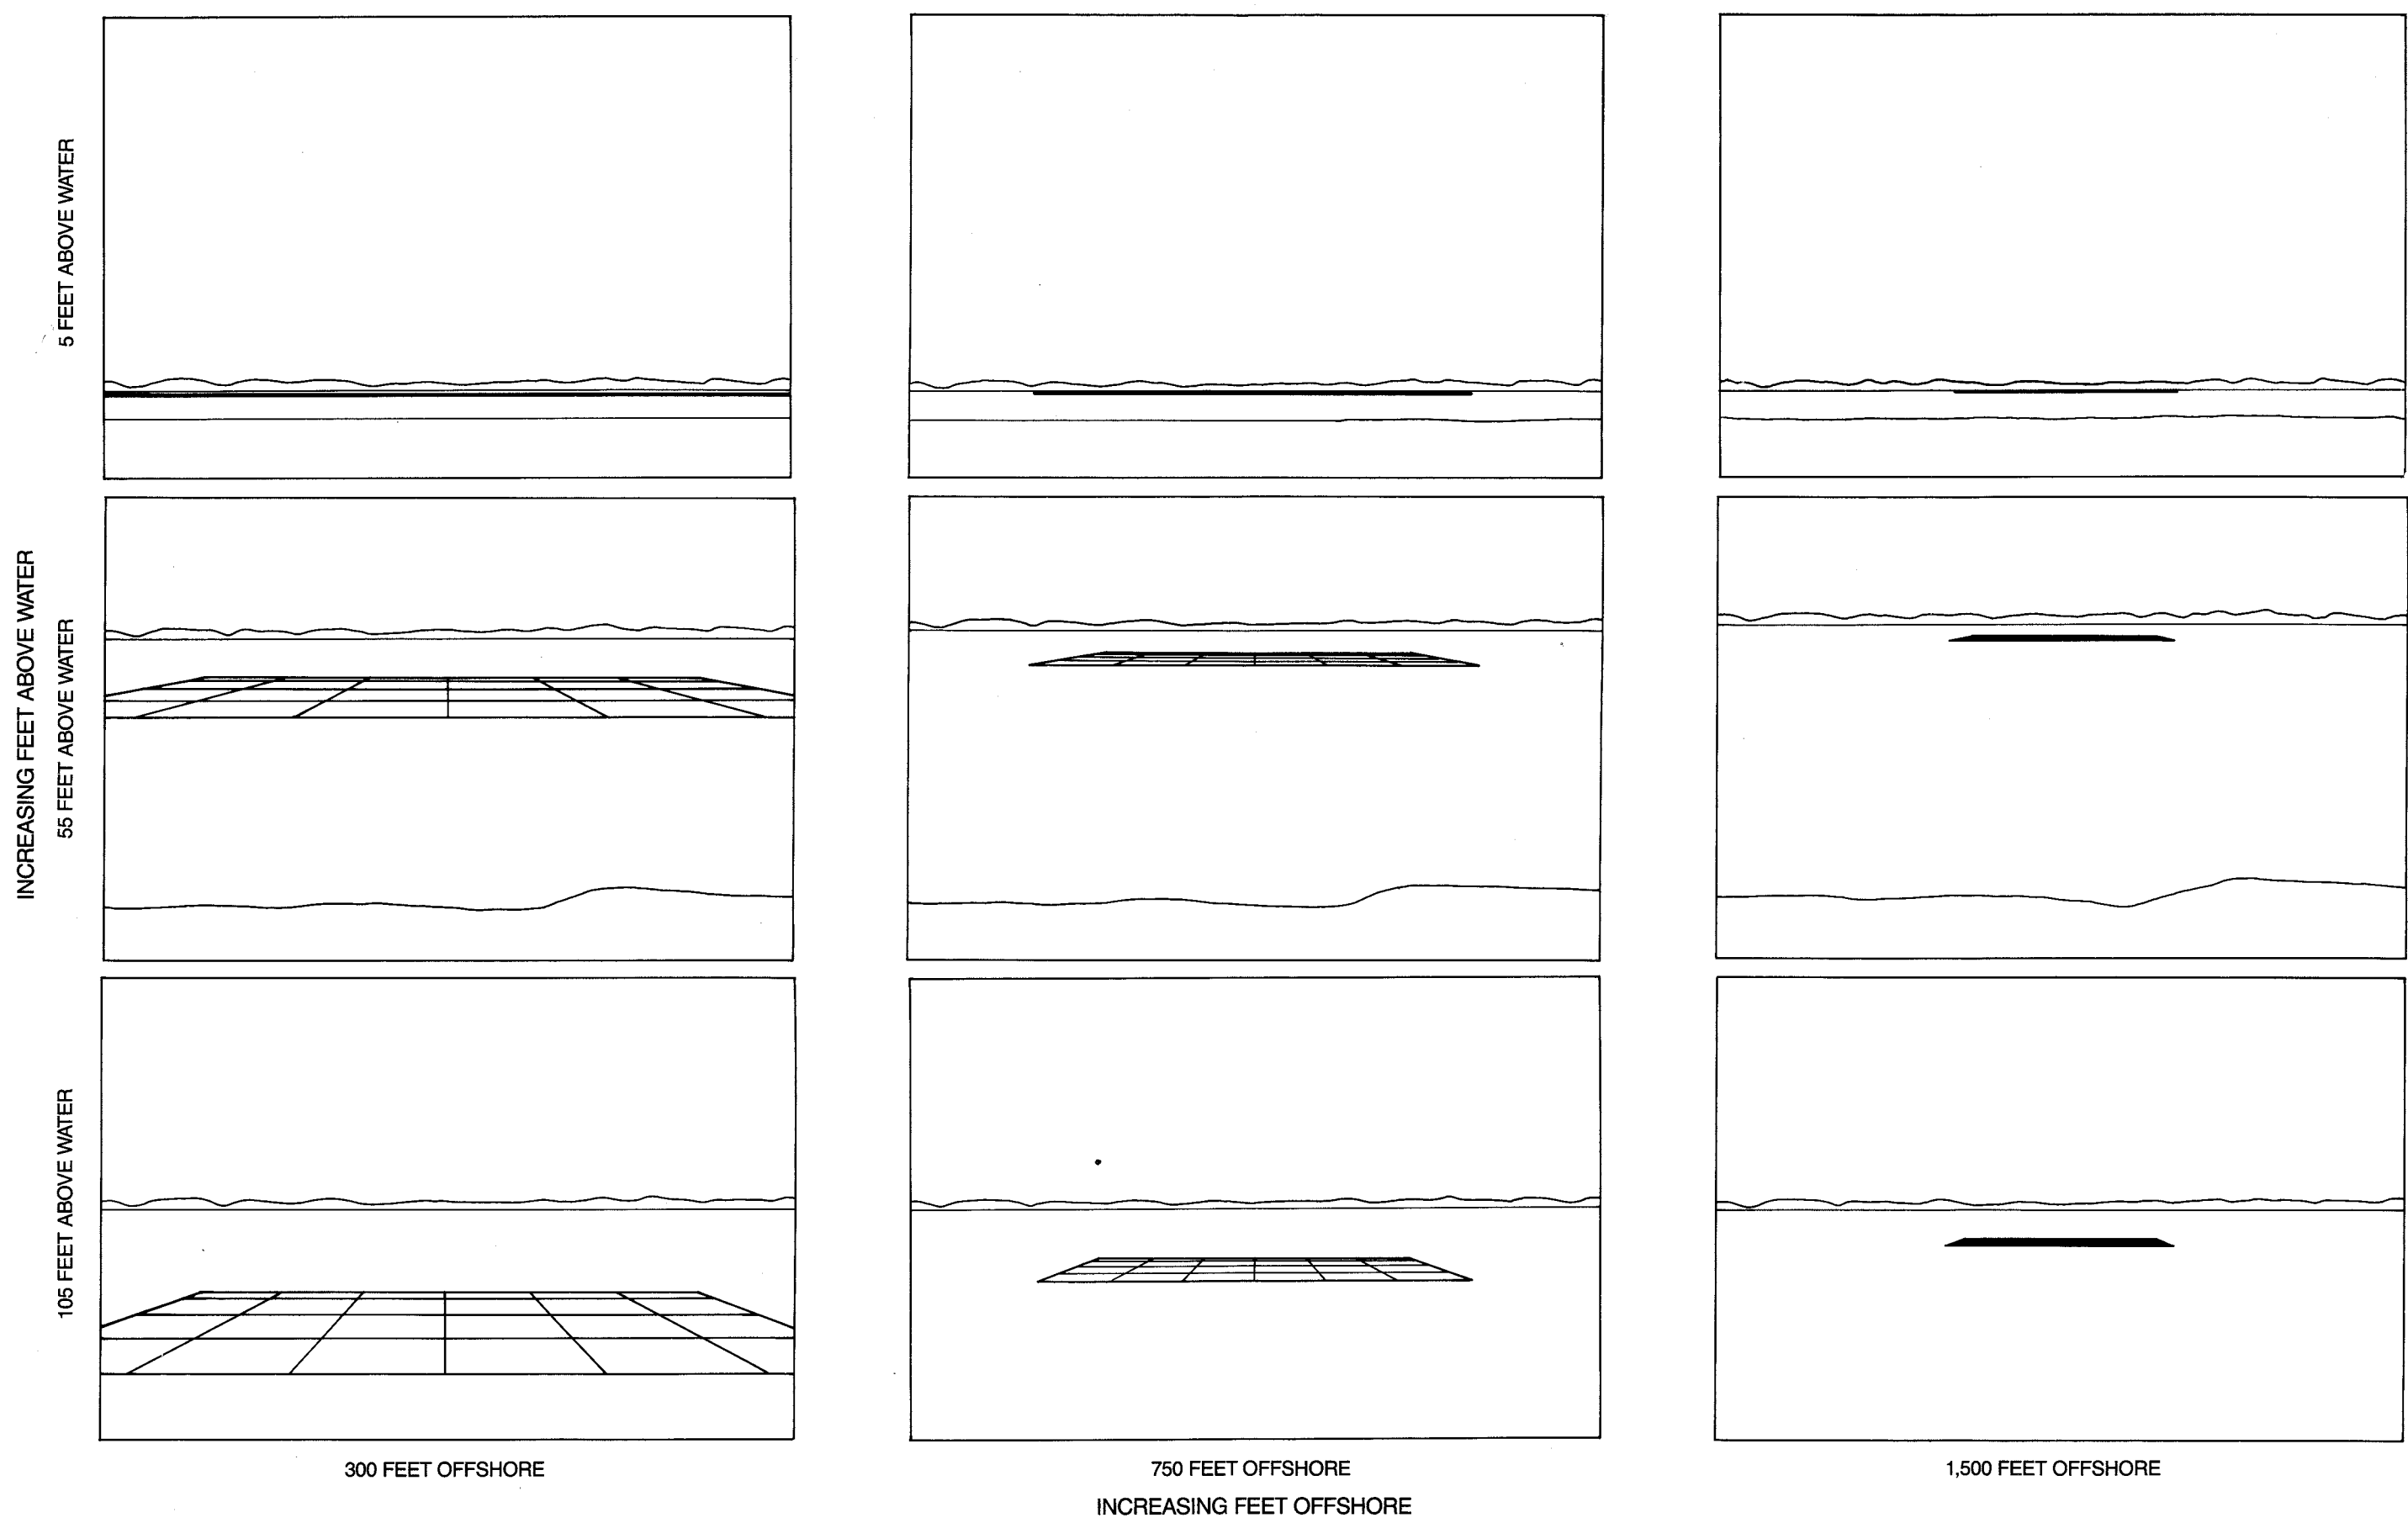 INCREASING FEET ABOVE WATER
5 FEET ABOVE WATER
55 FEET ABOVE WATER
105 FEET ABOVE WATER
300 FEET OFFSHORE
750 FEET OFFSHORE
1,500 FEET OFFSHORE
INCREASING FEET OFFSHORE